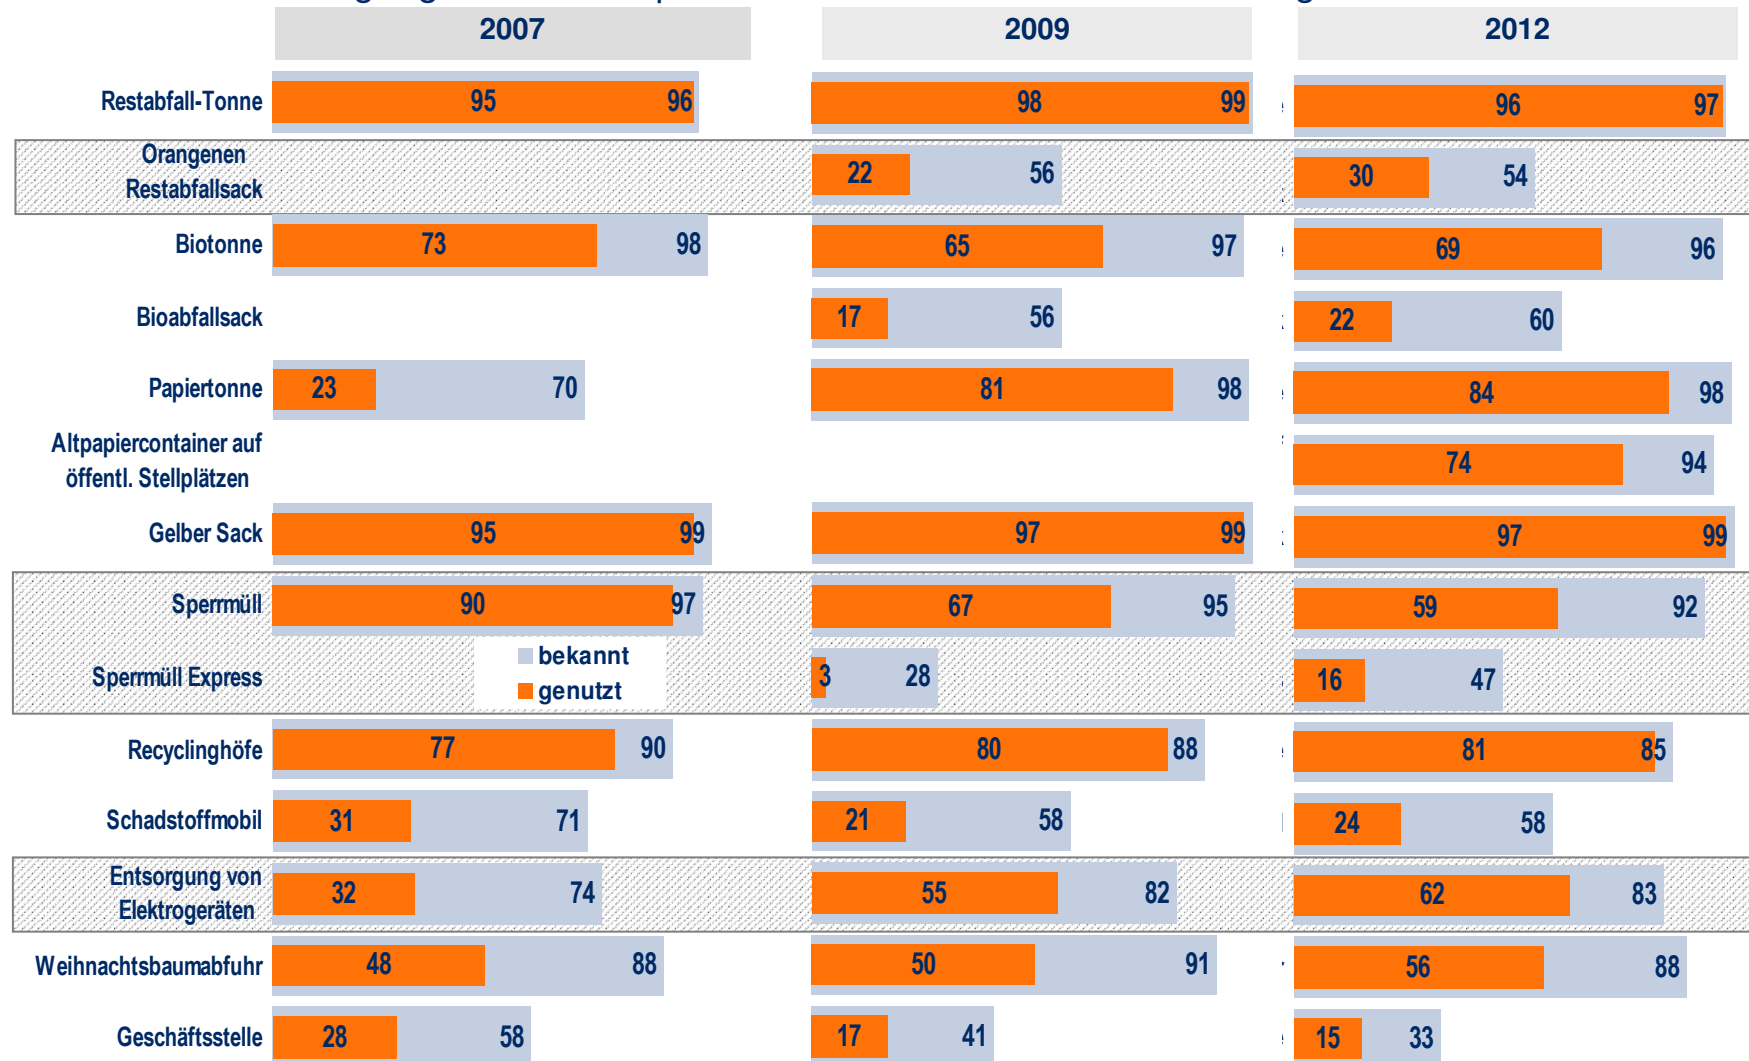 2007 2009 2012
Restabfall-Tonne 95 96 98 99 96 97
Orangenen
Restabfallsack 22 56 30 54
Biotonne 73 98 65 97 69 96
Bioabfallsack 17 56 22 60
Papiertonne 23 70 81 98 84 98
Altpapiercontainer auf
öffentl. Stellplätzen 74 94
Gelber Sack 95 99 97 99 97 99
Sperrmüll 90 97 67 95 59 92
bekannt
Sperrmüll Express 3 28 16 47
genutzt
Recyclinghöfe 77 90 80 88 81 85
Schadstoffmobil 31 71 21 58 24 58
Entsorgung von
Elektrogeräten 32 74 55 82 62 83
Weihnachtsbaumabfuhr 48 88 50 91 56 88
Geschäftsstelle 28 58 17 41 15 33